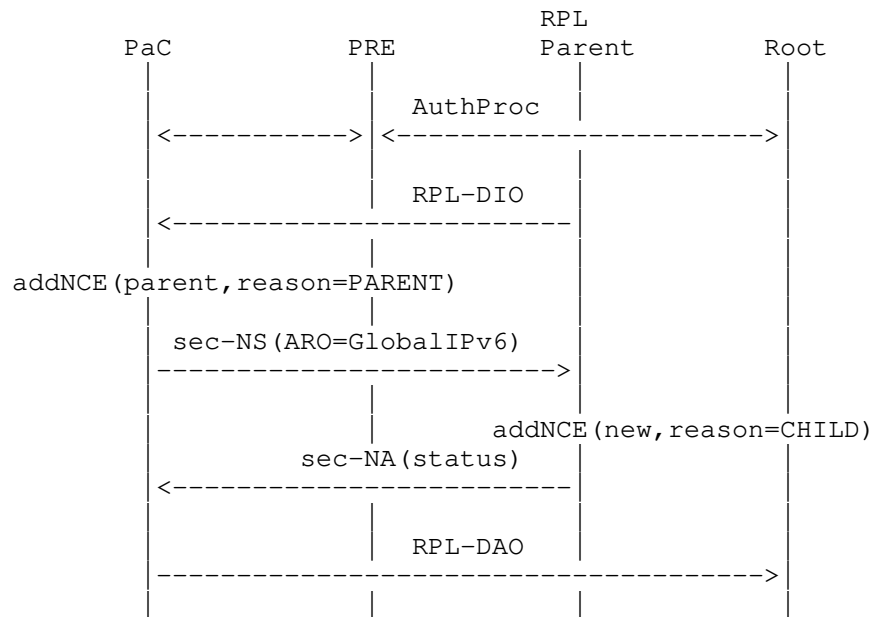 RPL
PaC PRE Parent Root
AuthProc
RPL-DIO
addNCE(parent,reason=PARENT)
sec-NS(ARO=GlobalIPv6)
addNCE(new,reason=CHILD)
sec-NA(status)
RPL-DAO